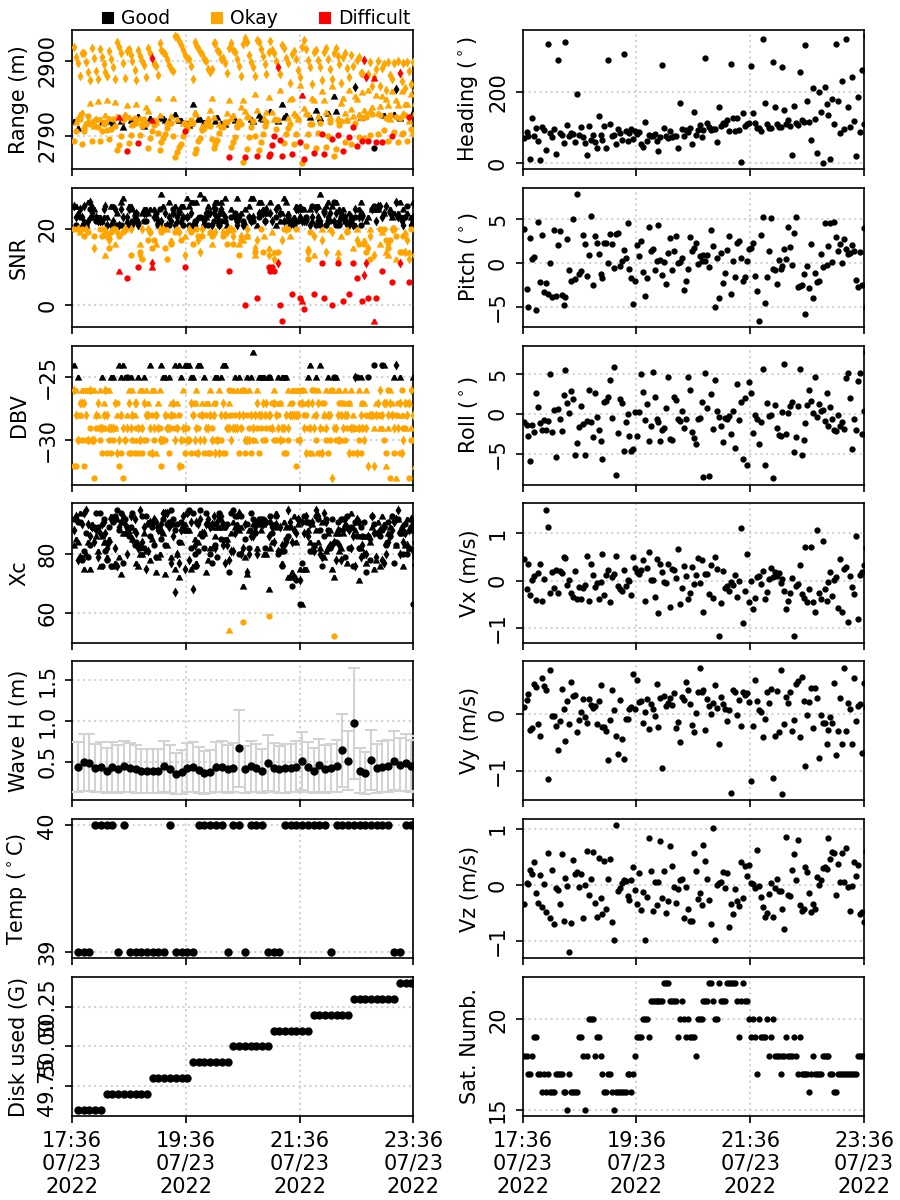 Good Okay Difficult
Range (m)
2900
2790
Heading (°)
200
0
SNR
20
0
Pitch (°)
5
0
−5
DBV
−25
−30
Roll (°)
5
0
−5
Xc
80
60
Vx (m/s)
1
0
−1
Wave H (m)
1.5
1.0
0.5
Vy (m/s)
0
−1
Temp (°C)
40
39
Vz (m/s)
1
0
−1
Disk used (G)
50.25
50.00
49.75
Sat. Numb.
20
15
17:36 19:36 21:36 23:36 17:36 19:36 21:36 23:36
07/23 07/23 07/23 07/23 07/23 07/23 07/23 07/23
2022 2022 2022 2022 2022 2022 2022 2022